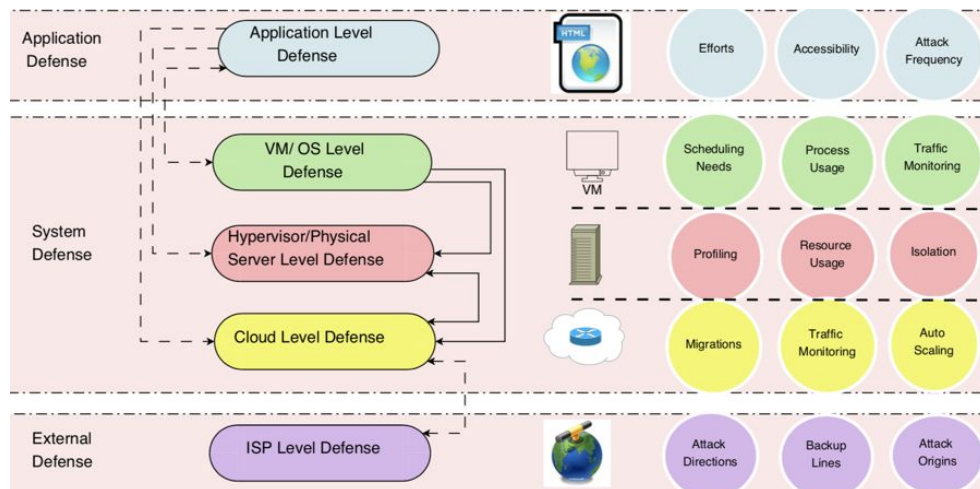 Application
Defense
Application Level
Defense
HTML
Efforts
Accessibility
Attack
Frequency
System
Defense
VM/ OS Level
Defense
VM
Scheduling
Needs
Process
Usage
Traffic
Monitoring
Hypervisor/Physical
Server Level Defense
Profiling
Resource
Usage
Isolation
Cloud Level Defense
Migrations
Traffic
Monitoring
Auto
Scaling
External
Defense
ISP Level Defense
Attack
Directions
Backup
Lines
Attack
Origins